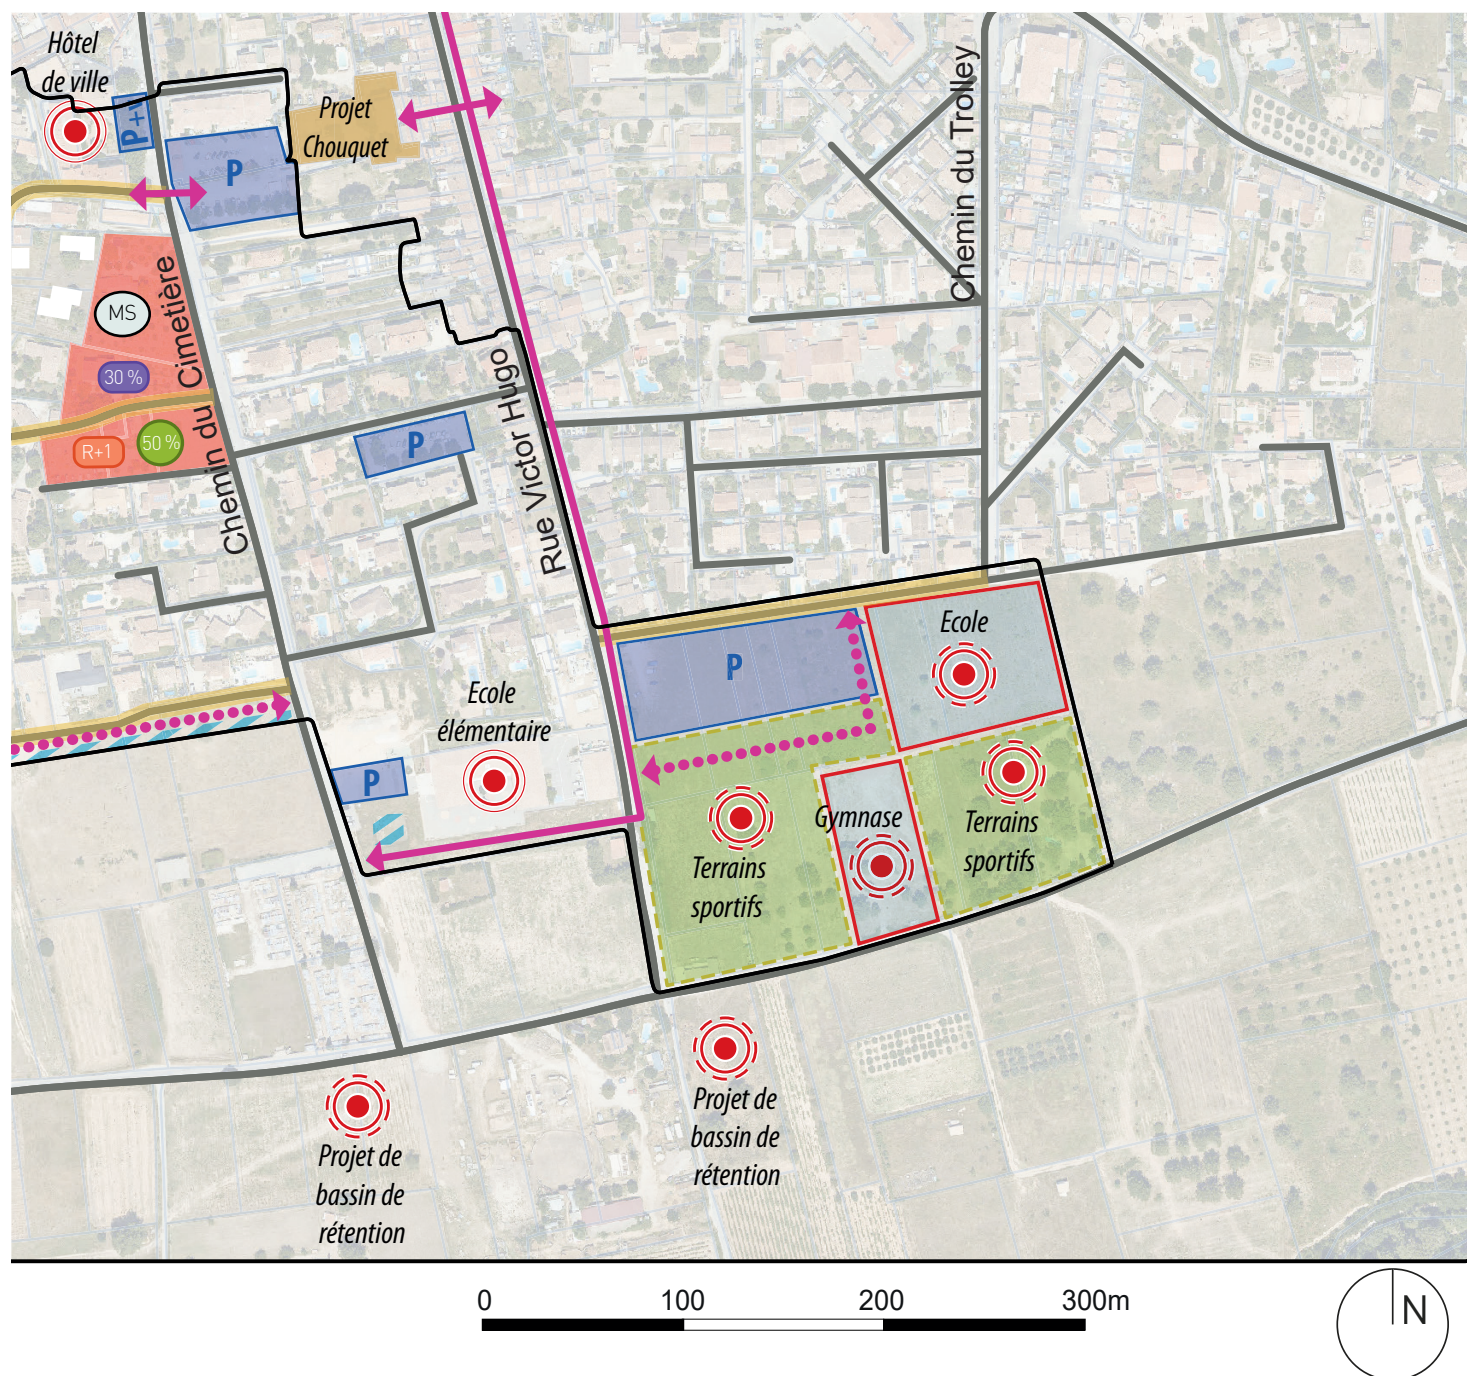 Hôtel
de ville
P+V
P
Projet
Chouquet
Chemin du Trolley
MS
30 %
R+1
50 %
Chemin du Cimetière
P
Rue Victor Hugo
Ecole
élémentaire
P
P
Ecole
Gymnase
Terrains
sportifs
Terrains
sportifs
Projet de
bassin de
rétention
Projet de
bassin de
rétention
0 100 200 300m
N